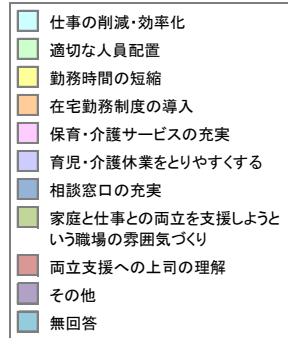 仕事の削減・効率化
適切な人員配置
勤務時間の短縮
在宅勤務制度の導入
保育・介護サービスの充実
育児・介護休業をとりやすくする
相談窓口の充実
家庭と仕事との両立を支援しようと
いう職場の雰囲気づくり
両立支援への上司の理解
その他
無回答